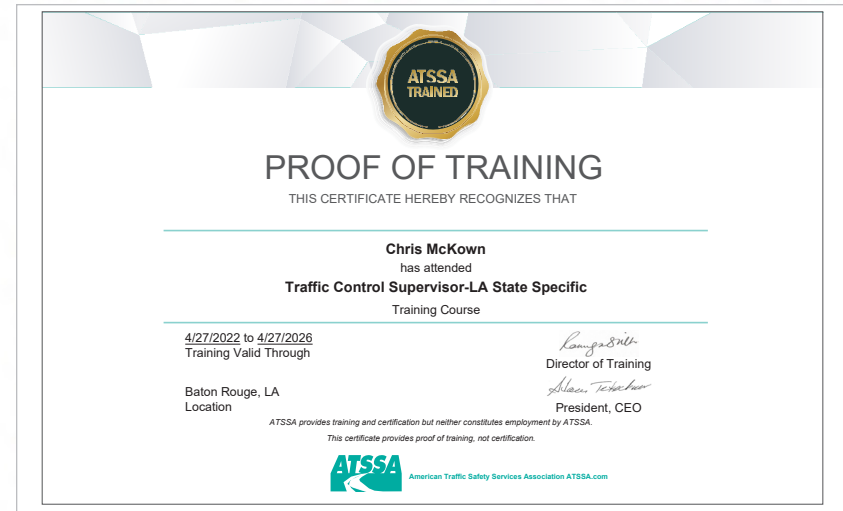 ATSSA
TRAINED
PROOF OF TRAINING
THIS CERTIFICATE HEREBY RECOGNIZES THAT
Chris McKown
has attended
Traffic Control Supervisor-LA State Specific
Training Course
4/27/2022 to 4/27/2026
Training Valid Through
Director of Training
Baton Rouge, LA
Location
President, CEO
ATSSA provides training and certification but neither constitutes employment by ATSSA.
This certificate provides proof of training, not certification.
ATSSA
American Traffic Safety Services Association ATSSA.com